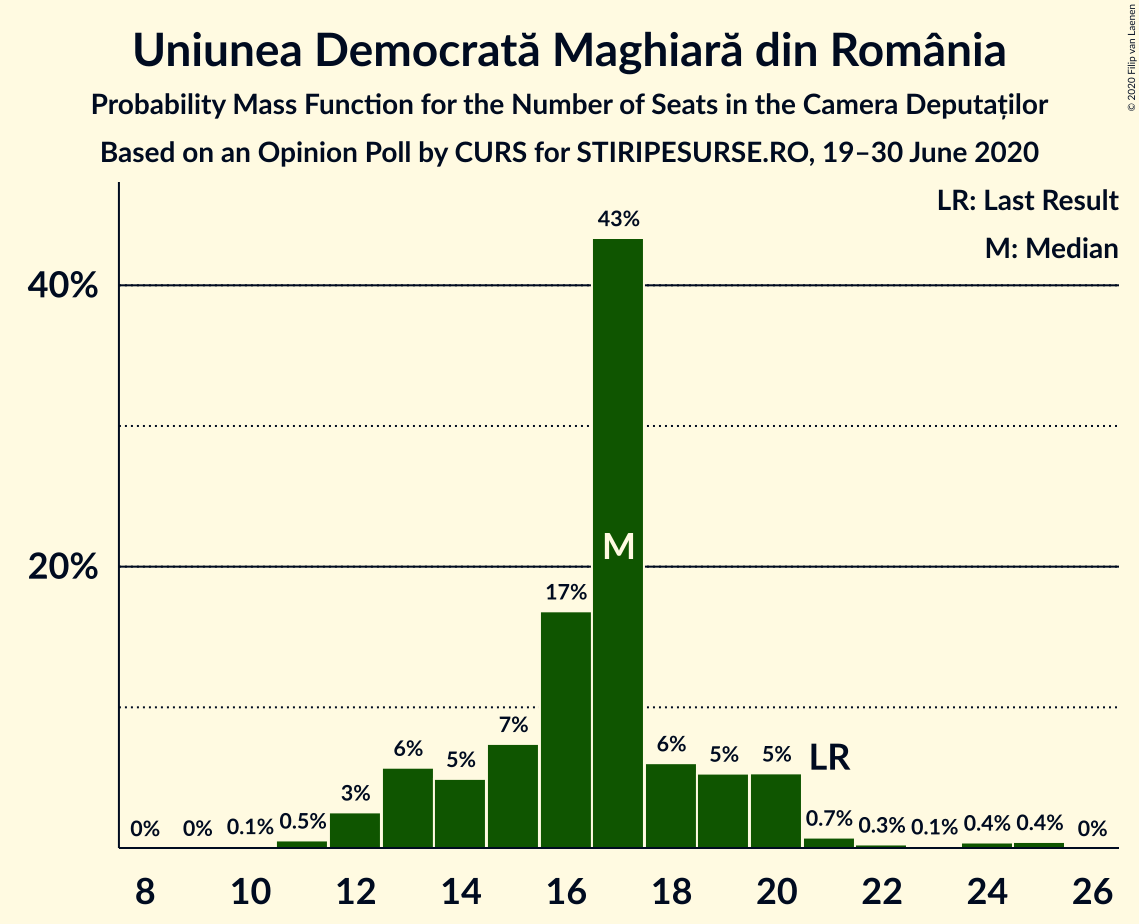 Uniunea Democrată Maghiară din România
Probability Mass Function for the Number of Seats in the Camera Deputaților
Based on an Opinion Poll by CURS for STIRIPESURSE.RO, 19–30 June 2020
© 2020 Filip van Laenen
LR: Last Result
M: Median
40%
20%
0%
0%
0.1%
0.5%
3%
6%
5%
7%
17%
43%
M
6%
5%
5%
LR
0.7%
0.3%
0.1%
0.4%
0.4%
0%
8 10 12 14 16 18 20 22 24 26